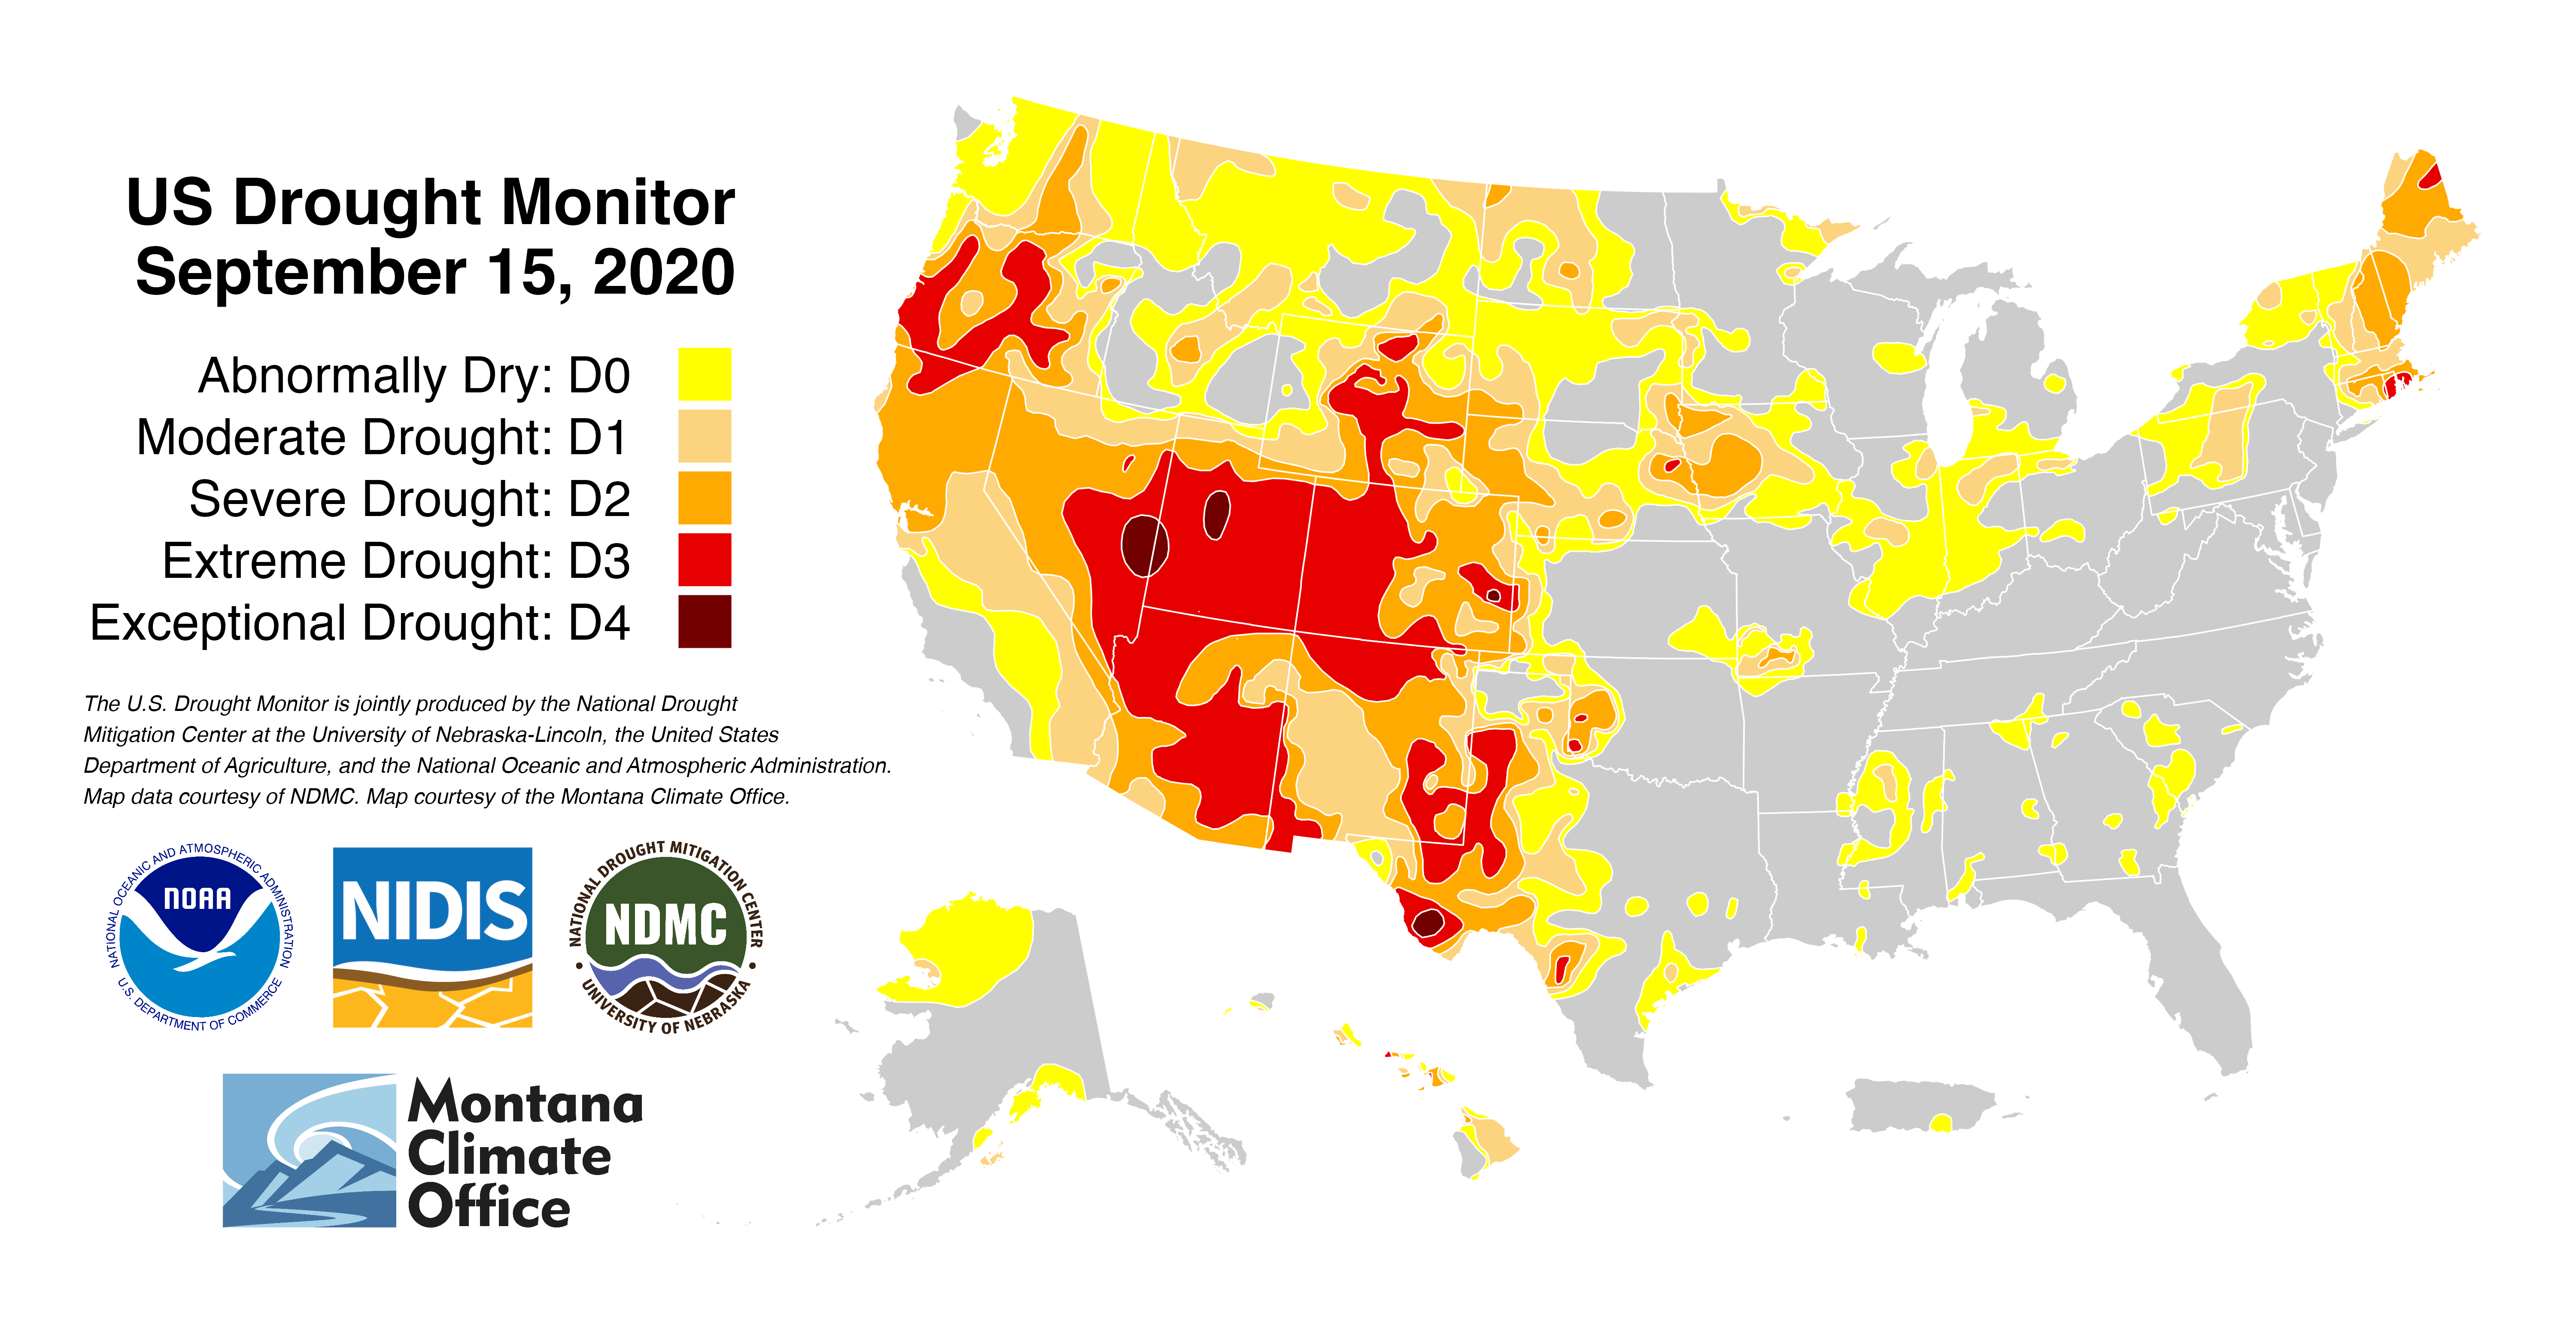 US Drought Monitor
September 15, 2020
Abnormally Dry: D0
Moderate Drought: D1
Severe Drought: D2
Extreme Drought: D3
Exceptional Drought: D4
The U.S. Drought Monitor is jointly produced by the National Drought
Mitigation Center at the University of Nebraska-Lincoln, the United States
Department of Agriculture, and the National Oceanic and Atmospheric Administration.
Map data courtesy of NDMC. Map courtesy of the Montana Climate Office.
NATIONAL OCEANIC AND ATMOSPHERIC ADMINISTRATION
NOAA
U.S. DEPARTMENT OF COMMERCE
NIDIS
NATIONAL DROUGHT MITIGATION CENTER
NDMC
UNIVERSITY OF NEBRASKA
Montana
Climate
Office